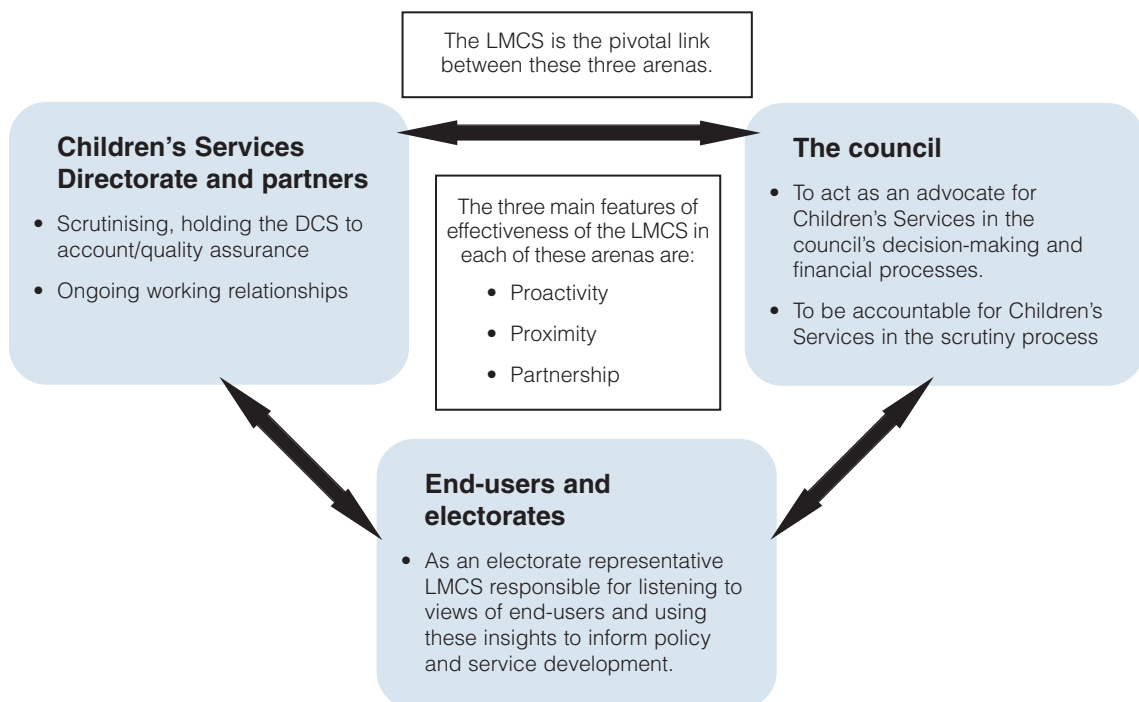 The LMCS is the pivotal link
between these three arenas.
Children’s Services
Directorate and partners
• Scrutinising, holding the DCS to
account/quality assurance
• Ongoing working relationships
The three main features of
effectiveness of the LMCS in
each of these arenas are:
• Proactivity
• Proximity
• Partnership
The council
• To act as an advocate for
Children’s Services in the
council’s decision-making and
financial processes.
• To be accountable for Children’s
Services in the scrutiny process
End-users and
electorates
• As an electorate representative
LMCS responsible for listening to
views of end-users and using
these insights to inform policy
and service development.